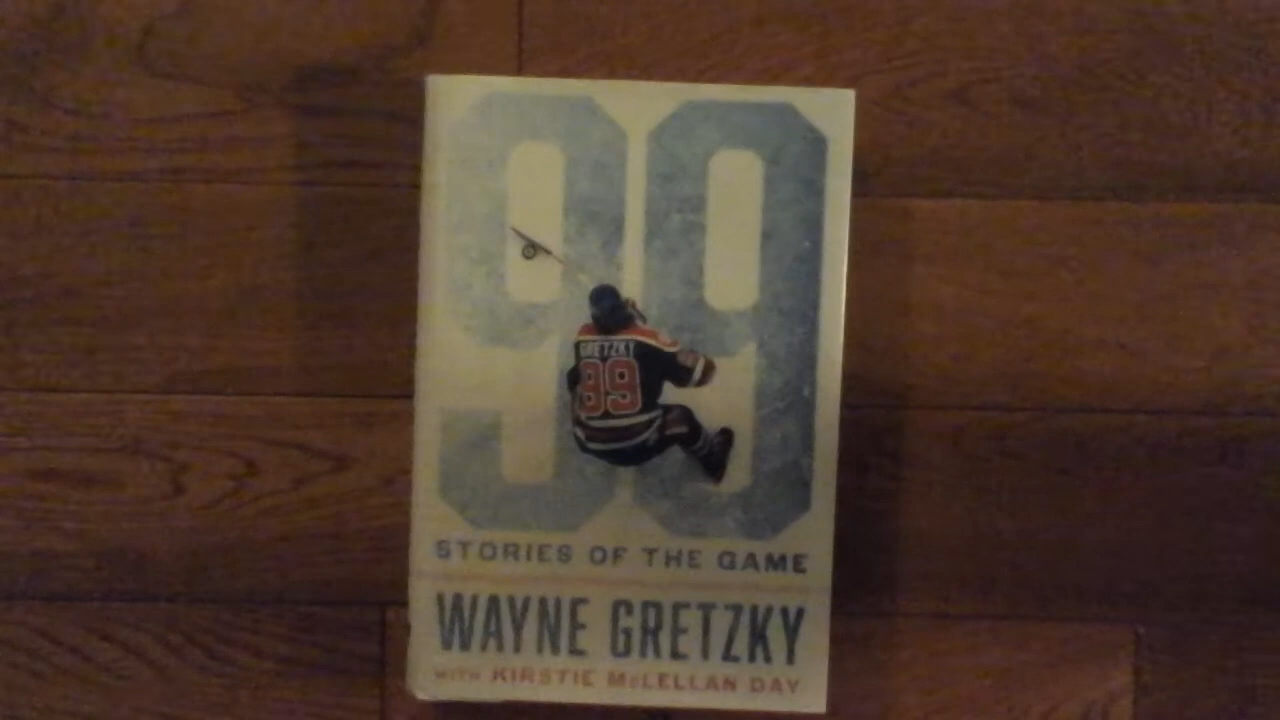 99
GRETZKY
99
STORIES OF THE GAME
WAYNE GRETZKY
WITH KIRSTIE McLELLAN DAY